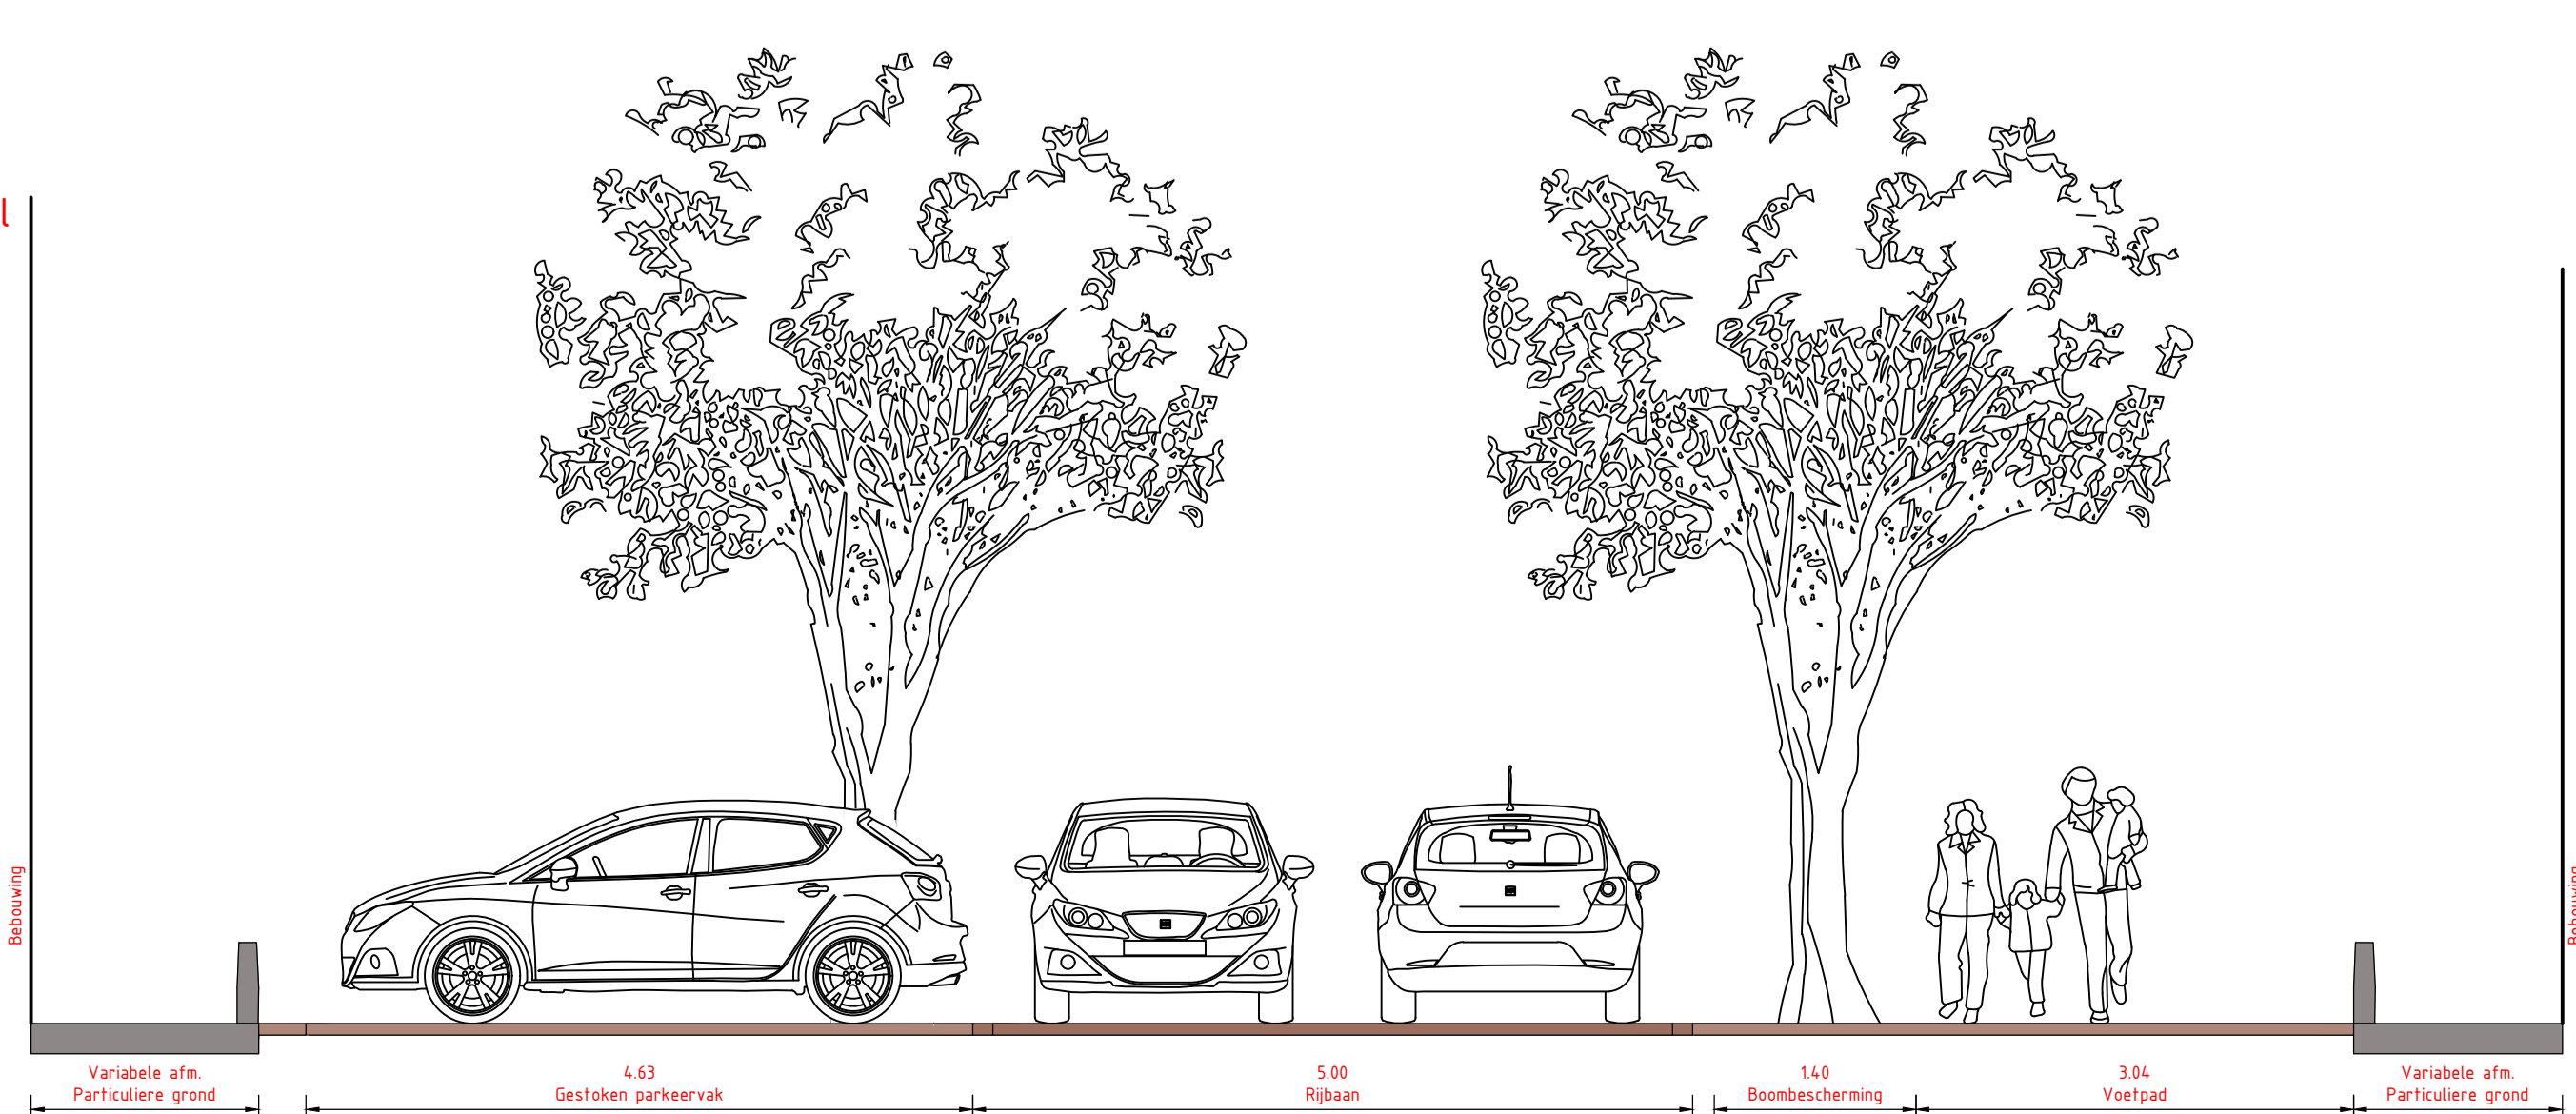 Bebouwing
Variabele afm.
Particuliere grond
4.63
Gestoken parkeervak
5.00
Rijbaan
1.40
Boombescherming
3.04
Voetpad
Variabele afm.
Particuliere grond
Bebouwing